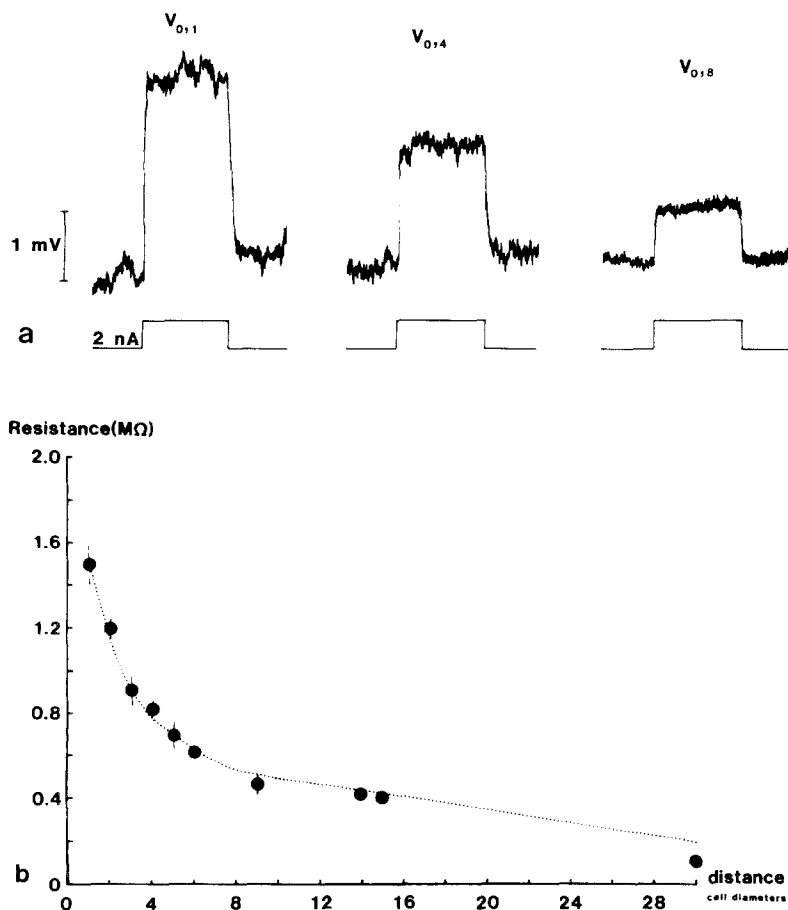 V0,1
V0,4
V0,8
1 mV
a
2 nA
Resistance(MΩ)
2.0
1.6
1.2
0.8
0.4
0
b
0 4 8 12 16 20 24 28
distance
cell diameters